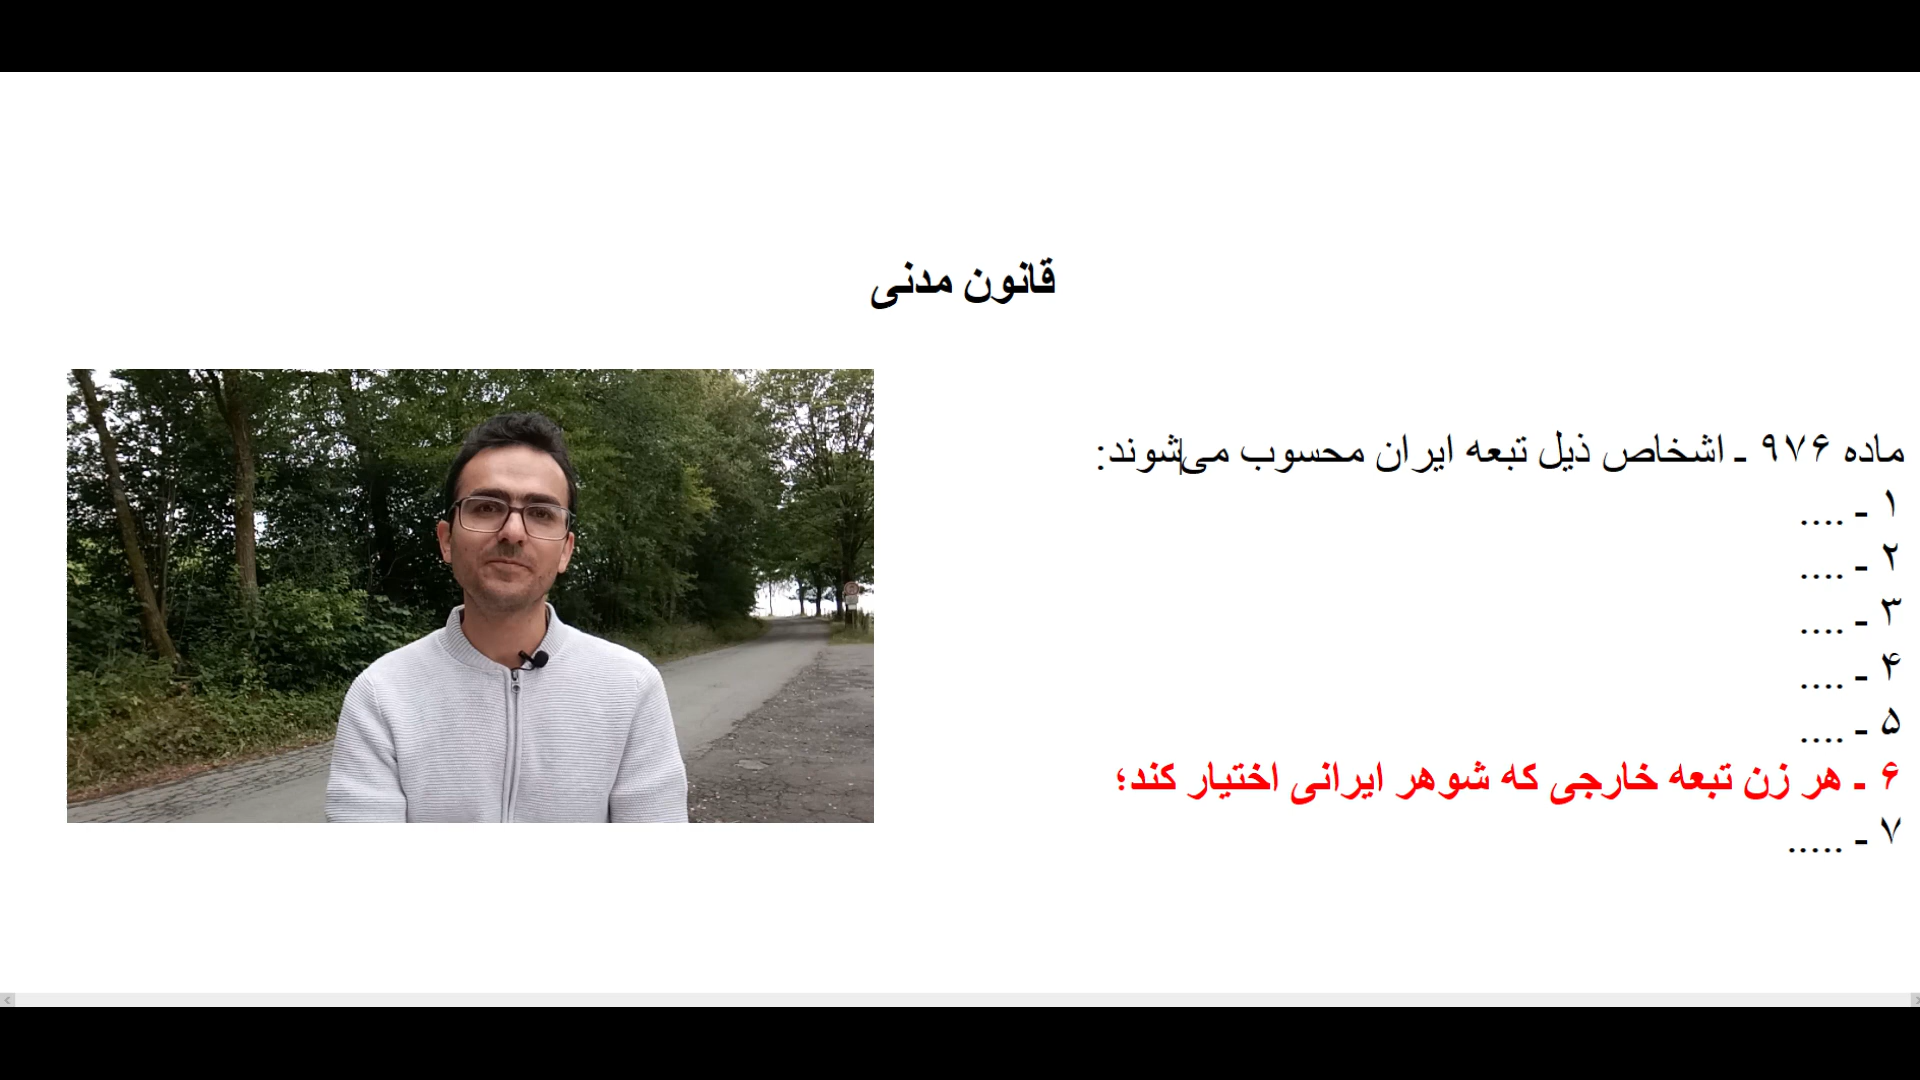 قانون مدنی
ماده ۹۷۶ ـ اشخاص ذیل تبعه ایران محسوب می‌شوند:
۱ ـ ....
۲ ـ ....
۳ ـ ....
۴ ـ ....
۵ ـ ....
۶ ـ هر زن تبعه خارجی که شوهر ایرانی اختیار کند؛
۷ ـ .....